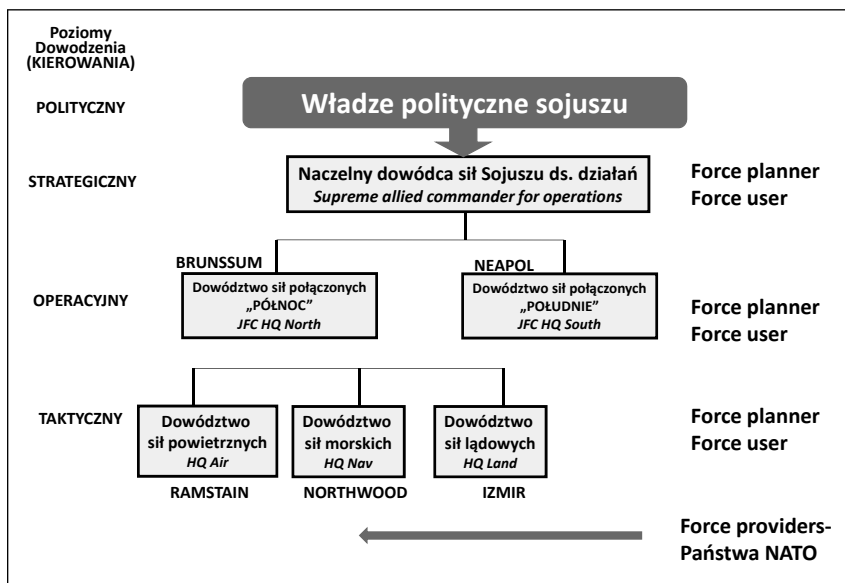 Poziomy
Dowodzenia
(KIEROWANIA)
POLITYCZNY
Władze polityczne sojuszu
STRATEGICZNY
Naczelny dowódca sił Sojuszu ds. działań
Supreme allied commander for operations
Force planner
Force user
BRUNSSUM
NEAPOL
OPERACYJNY
Dowództwo sił połączonych
„PÓŁNOC”
JFC HQ North
Dowództwo sił połączonych
„POŁUDNIE”
JFC HQ South
Force planner
Force user
TAKTYCZNY
Dowództwo
sił powietrznych
HQ Air
Dowództwo
sił morskich
HQ Nav
Dowództwo
sił lądowych
HQ Land
Force planner
Force user
RAMSTAIN
NORTHWOOD
IZMIR
Force providers-
Państwa NATO